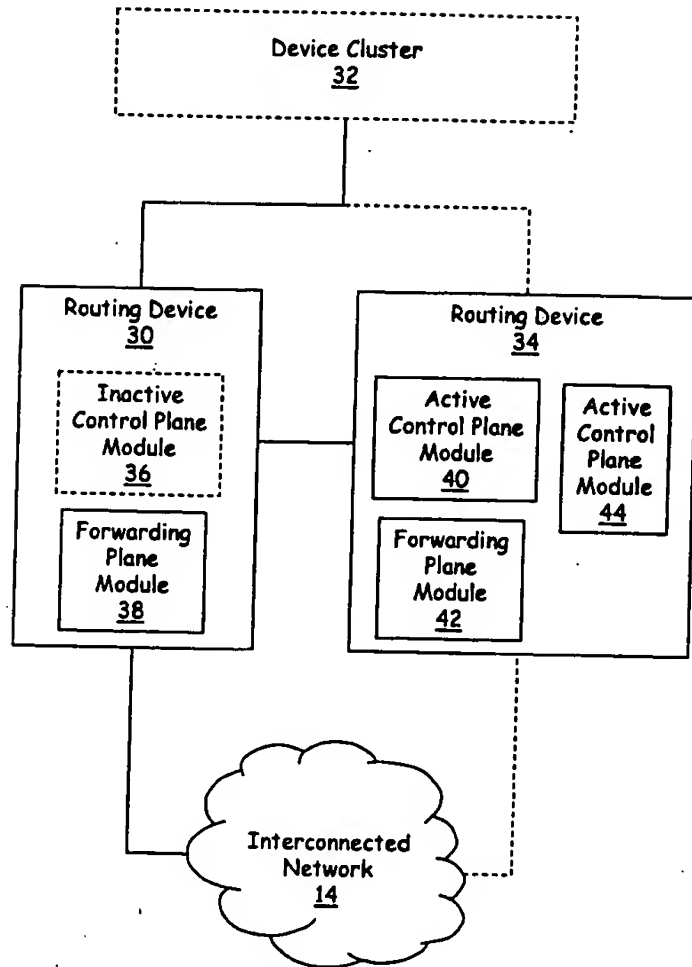 Device Cluster
32
Routing Device
30
Inactive
Control Plane
Module
36
Forwarding
Plane
Module
38
Routing Device
34
Active
Control Plane
Module
40
Active
Control
Plane
Module
44
Forwarding
Plane Module
42
Interconnected
Network
14